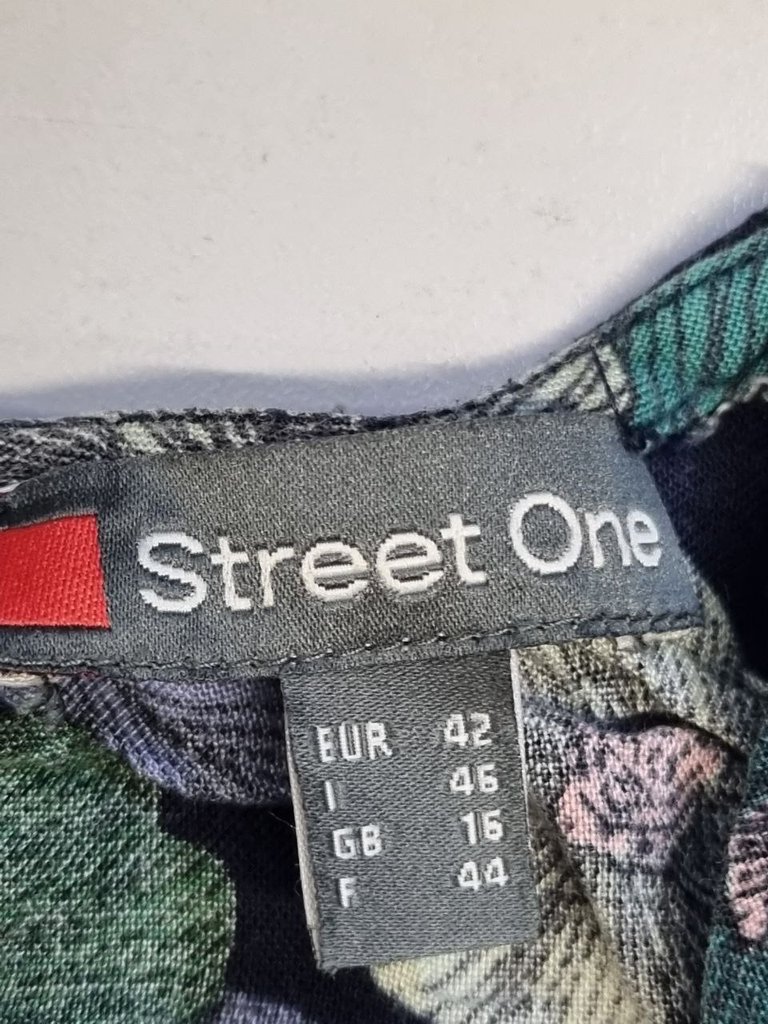 Street One
EUR 42
I 46
GB 16
F 44